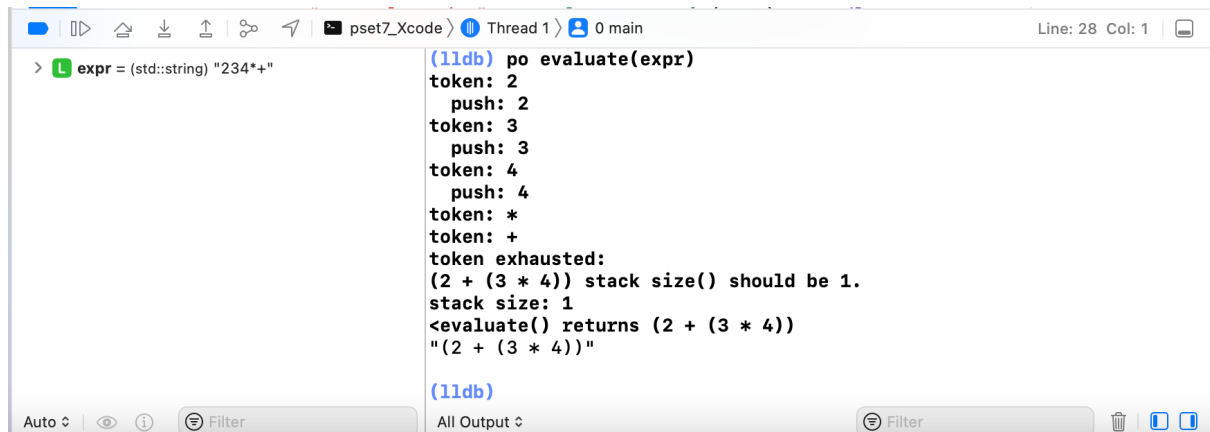 pset7_Xcode Thread 1 0 main Line: 28 Col: 1
L expr = (std::string) "234*+"
(lldb) po evaluate(expr)
token: 2
push: 2
token: 3
push: 3
token: 4
push: 4
token: *
token: +
token exhausted:
(2 + (3 * 4)) stack size() should be 1.
stack size: 1
<evaluate() returns (2 + (3 * 4))
"(2 + (3 * 4))"
(lldb)
Auto Filter All Output Filter